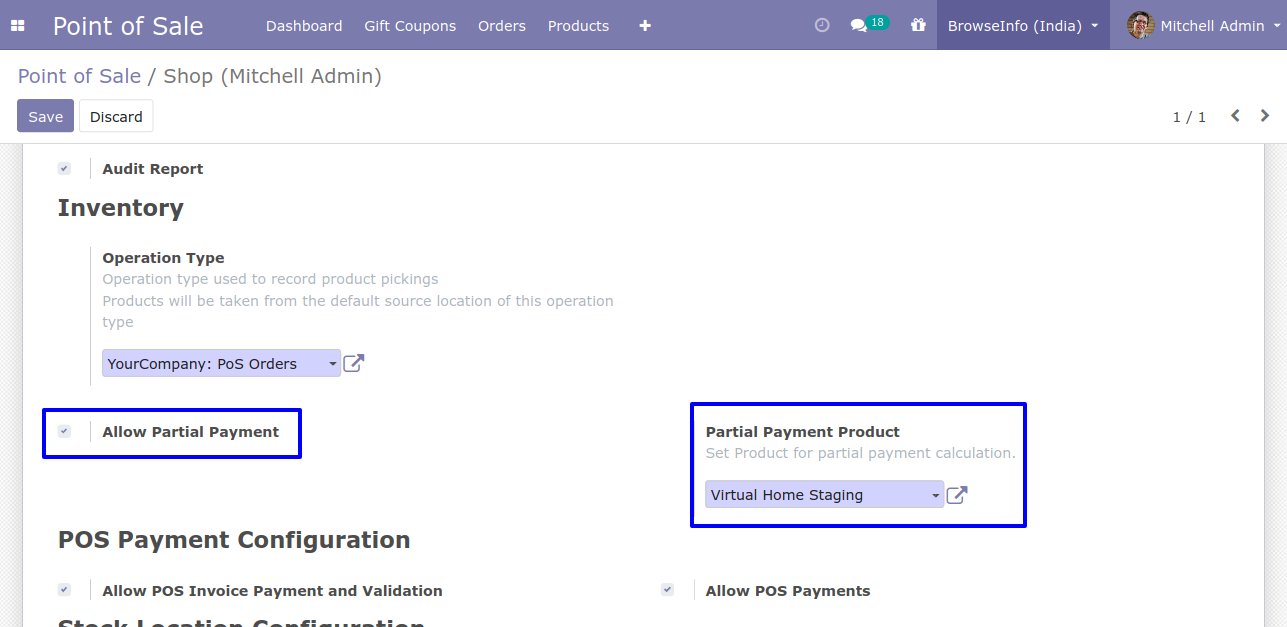 Point of Sale Dashboard Gift Coupons Orders Products + 18 BrowseInfo (India) Mitchell Admin
Point of Sale / Shop (Mitchell Admin)
Save Discard 1 / 1
Audit Report
Inventory
Operation Type
Operation type used to record product pickings
Products will be taken from the default source location of this operation
type
YourCompany: PoS Orders
Allow Partial Payment Partial Payment Product
Set Product for partial payment calculation.
Virtual Home Staging
POS Payment Configuration
Allow POS Invoice Payment and Validation Allow POS Payments
Stock Location Configuration